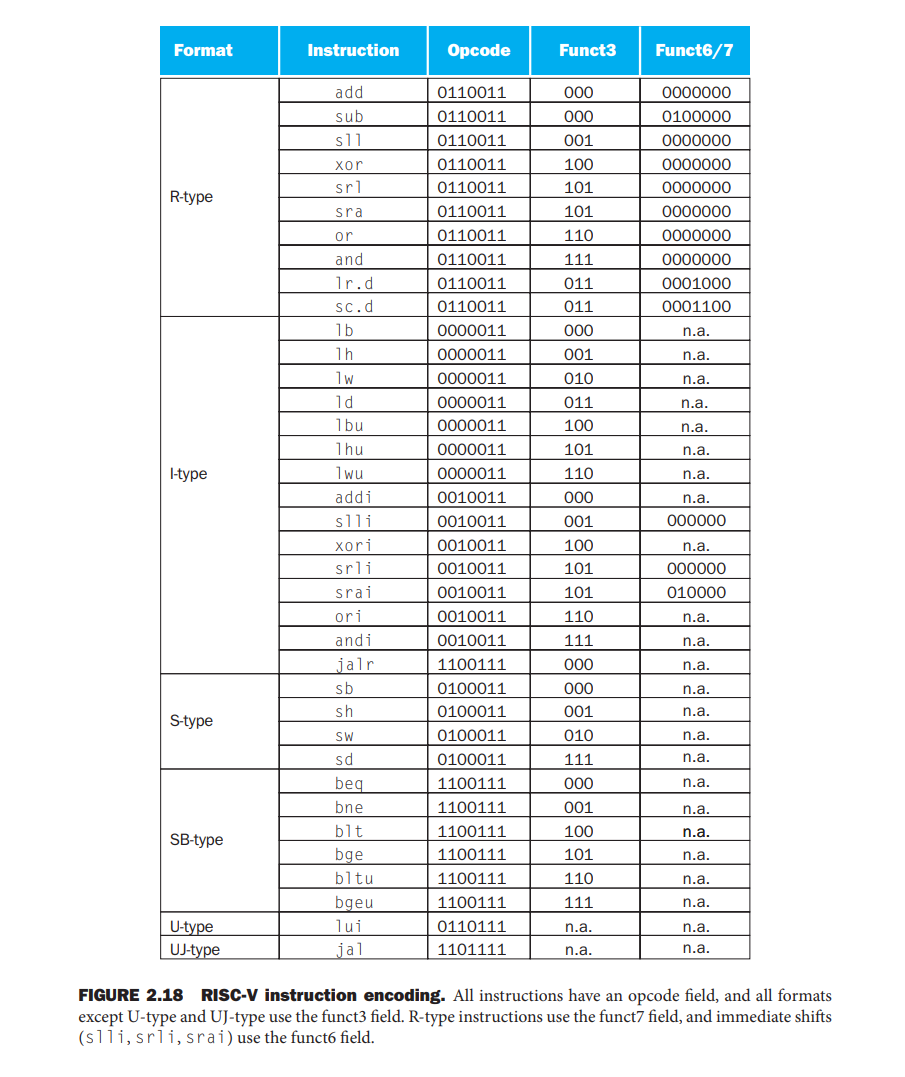 Format Instruction Opcode Funct3 Funct6/7
R-type
add 0110011 000 0000000
sub 0110011 000 0100000
sll 0110011 001 0000000
xor 0110011 100 0000000
srl 0110011 101 0000000
sra 0110011 101 0000000
or 0110011 110 0000000
and 0110011 111 0000000
lr.d 0110011 011 0001000
sc.d 0110011 011 0001100
I-type
lb 0000011 000 n.a.
lh 0000011 001 n.a.
lw 0000011 010 n.a.
ld 0000011 011 n.a.
lbu 0000011 100 n.a.
lhu 0000011 101 n.a.
lwu 0000011 110 n.a.
addi 0010011 000 n.a.
slli 0010011 001 000000
xori 0010011 100 n.a.
srli 0010011 101 000000
srai 0010011 101 010000
ori 0010011 110 n.a.
andi 0010011 111 n.a.
jalr 1100111 000 n.a.
S-type
sb 0100011 000 n.a.
sh 0100011 001 n.a.
sw 0100011 010 n.a.
sd 0100011 111 n.a.
SB-type
beq 1100111 000 n.a.
bne 1100111 001 n.a.
blt 1100111 100 n.a.
bge 1100111 101 n.a.
bltu 1100111 110 n.a.
bgeu 1100111 111 n.a.
U-type lui 0110111 n.a. n.a.
UJ-type jal 1101111 n.a. n.a.
FIGURE 2.18 RISC-V instruction encoding. All instructions have an opcode field, and all formats
except U-type and UJ-type use the funct3 field. R-type instructions use the funct7 field, and immediate shifts
(slli, srli, srai) use the funct6 field.